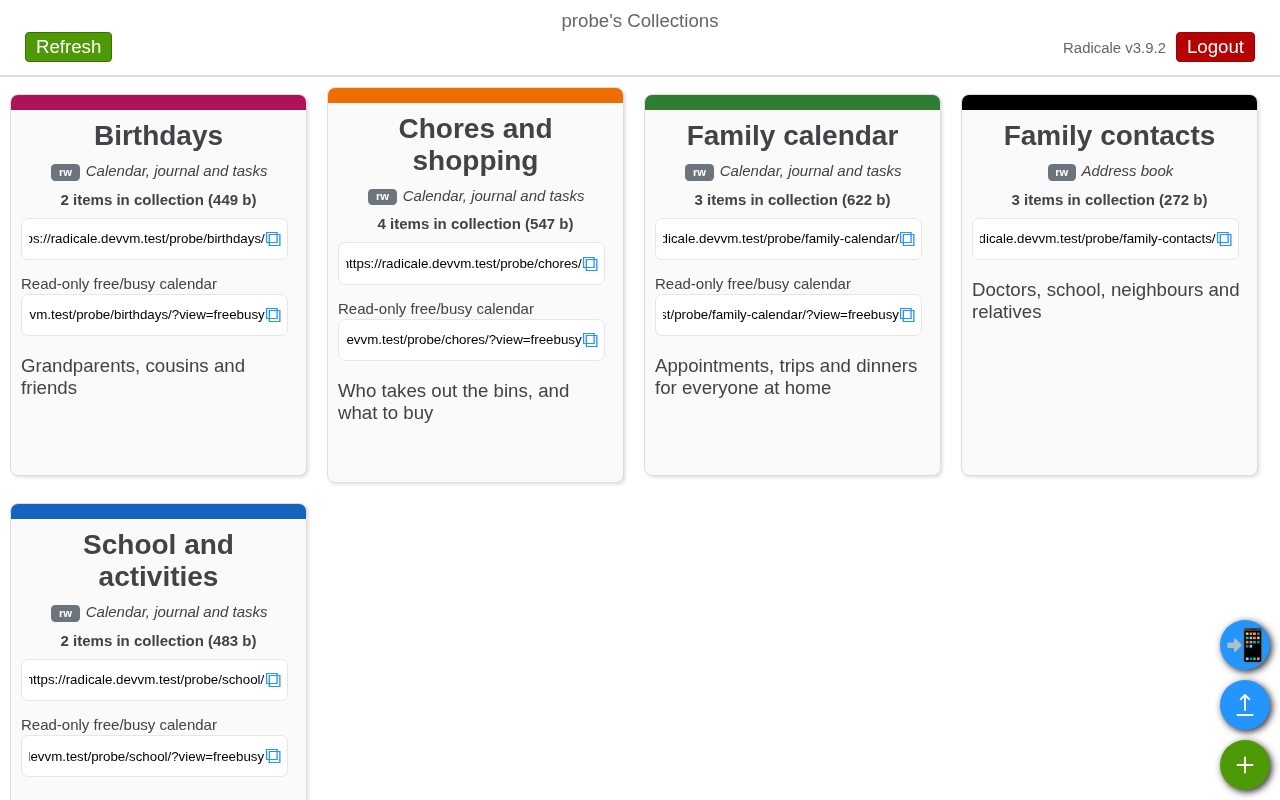 probe's Collections
Refresh
Radicale v3.9.2
Logout
Birthdays
rw Calendar, journal and tasks
2 items in collection (449 b)
s://radicale.devvm.test/probe/birthdays/
Read-only free/busy calendar
vm.test/probe/birthdays/?view=freebusy
Grandparents, cousins and
friends
Chores and
shopping
rw Calendar, journal and tasks
4 items in collection (547 b)
ttps://radicale.devvm.test/probe/chores/
Read-only free/busy calendar
evvm.test/probe/chores/?view=freebusy
Who takes out the bins, and
what to buy
Family calendar
rw Calendar, journal and tasks
3 items in collection (622 b)
dicale.devvm.test/probe/family-calendar/
Read-only free/busy calendar
st/probe/family-calendar/?view=freebusy
Appointments, trips and dinners
for everyone at home
Family contacts
rw Address book
3 items in collection (272 b)
dicale.devvm.test/probe/family-contacts/
Doctors, school, neighbours and
relatives
School and
activities
rw Calendar, journal and tasks
2 items in collection (483 b)
ttps://radicale.devvm.test/probe/school/
Read-only free/busy calendar
evvm.test/probe/school/?view=freebusy